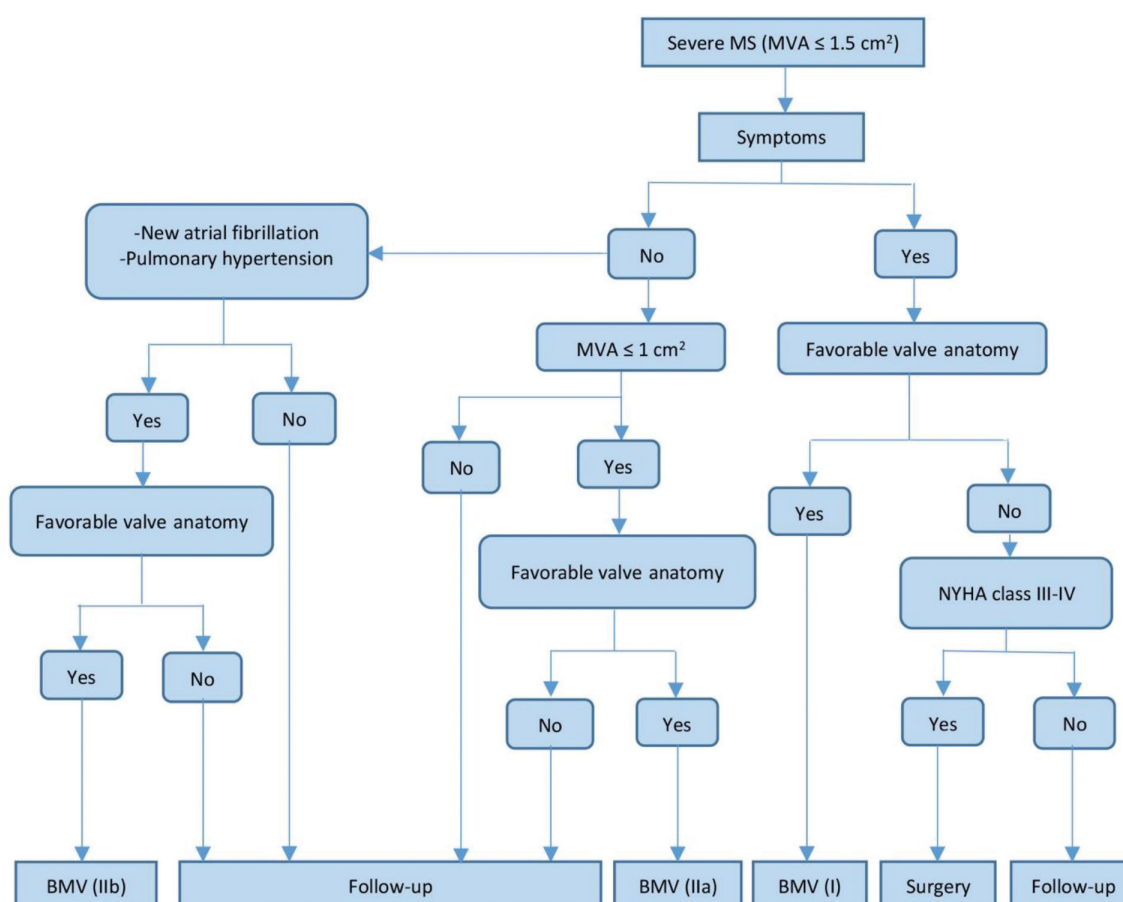 Severe MS (MVA ≤ 1.5 cm²)
Symptoms
-New atrial fibrillation
-Pulmonary hypertension
No
Yes
MVA ≤ 1 cm²
Favorable valve anatomy
Yes
No
No
Yes
Yes
No
Favorable valve anatomy
Favorable valve anatomy
NYHA class III-IV
Yes
No
No
Yes
Yes
No
BMV (IIb)
Follow-up
BMV (IIa)
BMV (I)
Surgery
Follow-up